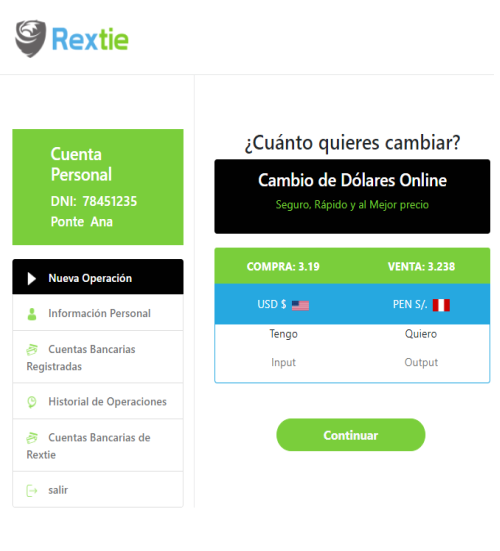 Rextie
Cuenta
Personal
DNI: 78451235
Ponte Ana
Nueva Operación
Información Personal
Cuentas Bancarias
Registradas
Historial de Operaciones
Cuentas Bancarias de
Rextie
salir
¿Cuánto quieres cambiar?
Cambio de Dólares Online
Seguro, Rápido y al Mejor precio
COMPRA: 3.19 VENTA: 3.238
USD $ PEN S/.
Tengo Quiero
Input Output
Continuar